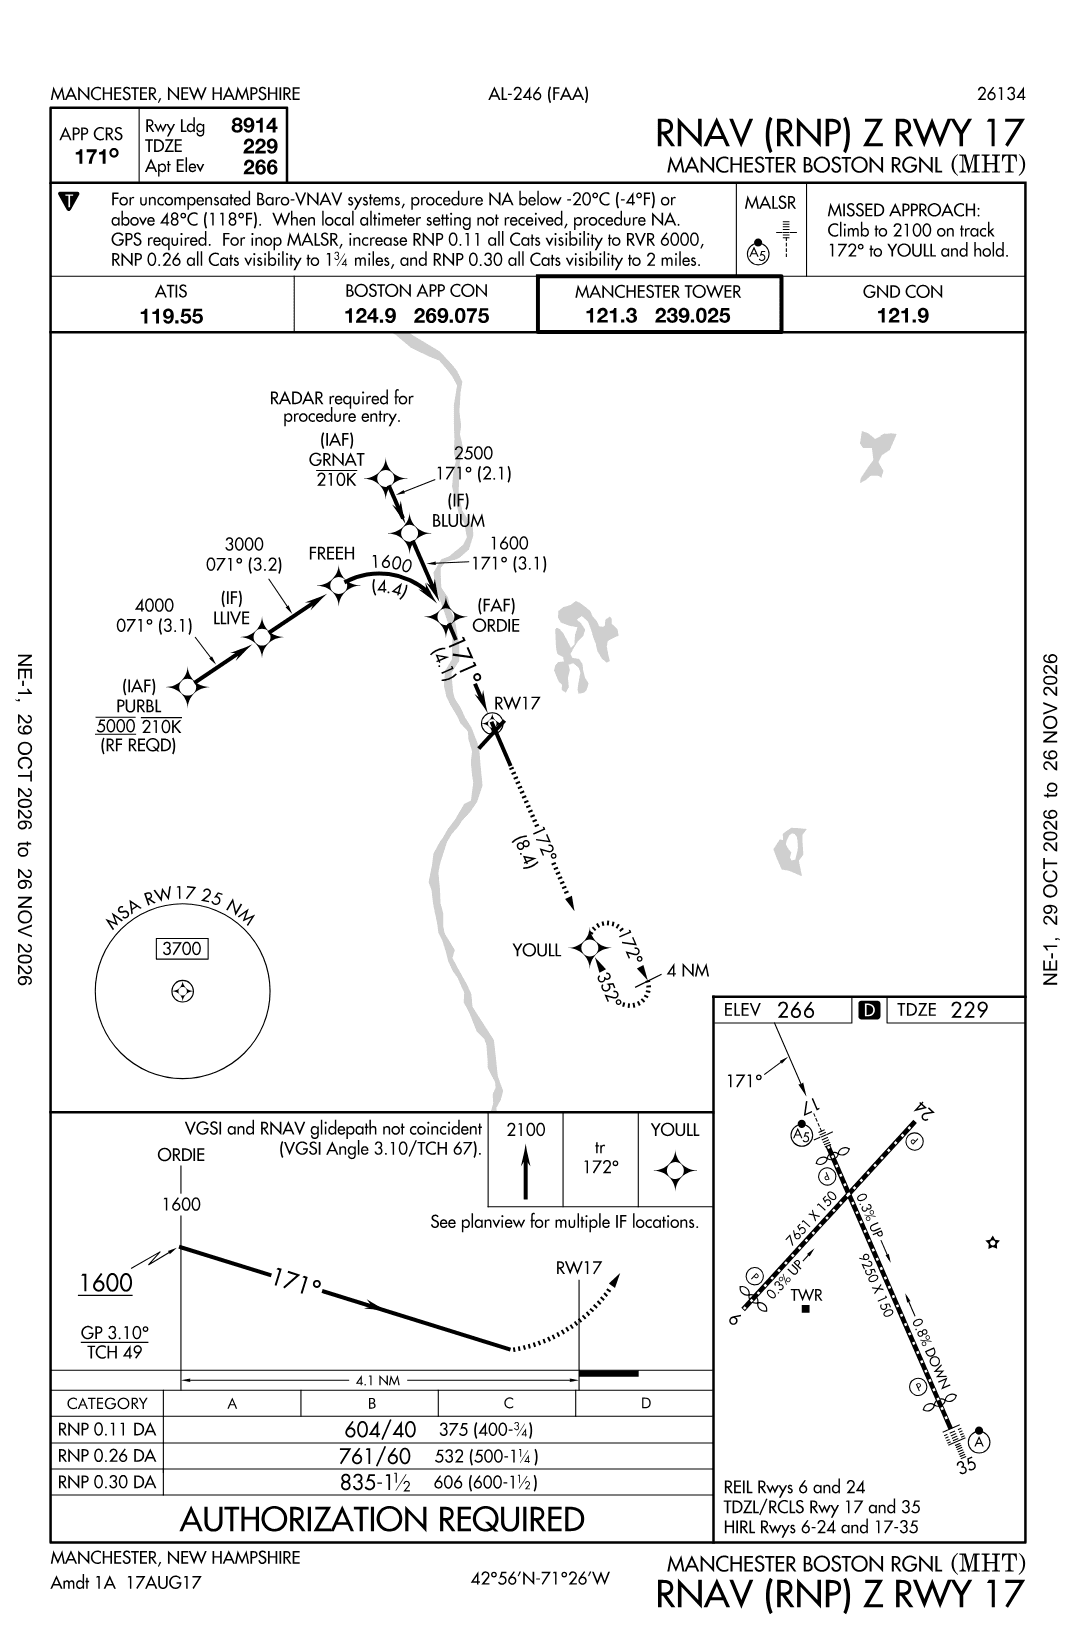 MANCHESTER, NEW HAMPSHIRE
AL-246 (FAA)
26134
APP CRS
171°
Rwy Ldg 8914
TDZE 229
Apt Elev 266
RNAV (RNP) Z RWY 17
MANCHESTER BOSTON RGNL (MHT)
T
For uncompensated Baro-VNAV systems, procedure NA below -20°C (-4°F) or
above 48°C (118°F). When local altimeter setting not received, procedure NA.
GPS required. For inop MALSR, increase RNP 0.11 all Cats visibility to RVR 6000,
RNP 0.26 all Cats visibility to 1¾ miles, and RNP 0.30 all Cats visibility to 2 miles.
MALSR
A5
MISSED APPROACH:
Climb to 2100 on track
172° to YOULL and hold.
ATIS
119.55
BOSTON APP CON
124.9 269.075
MANCHESTER TOWER
121.3 239.025
GND CON
121.9
RADAR required for
procedure entry.
(IAF)
GRNAT
210K
2500
171° (2.1)
(IF)
BLUUM
3000
071° (3.2)
FREEH
1600
(4.4)
1600
171° (3.1)
4000
071° (3.1)
(IF)
LLIVE
(FAF)
ORDIE
171°
(4.1)
(IAF)
PURBL
5000 210K
(RF REQD)
RW17
172°
(8.4)
MSA RW17 25 NM
3700
YOULL
172°
352°
4 NM
NE-1, 29 OCT 2026 to 26 NOV 2026
NE-1, 29 OCT 2026 to 26 NOV 2026
ELEV 266
D
TDZE 229
171°
17
24
A5
P
P
7651 X 150
0.3% UP
0.3% UP
9250 X 150
P
6
TWR
0.8% DOWN
P
A
35
REIL Rwys 6 and 24
TDZL/RCLS Rwy 17 and 35
HIRL Rwys 6-24 and 17-35
VGSI and RNAV glidepath not coincident
(VGSI Angle 3.10/TCH 67).
2100
tr
172°
YOULL
ORDIE
1600
See planview for multiple IF locations.
1600
171°
RW17
GP 3.10°
TCH 49
4.1 NM
CATEGORY A B C D
RNP 0.11 DA 604/40 375 (400-¾)
RNP 0.26 DA 761/60 532 (500-1¼)
RNP 0.30 DA 835-1½ 606 (600-1½)
AUTHORIZATION REQUIRED
MANCHESTER, NEW HAMPSHIRE
Amdt 1A 17AUG17
42°56'N-71°26'W
MANCHESTER BOSTON RGNL (MHT)
RNAV (RNP) Z RWY 17